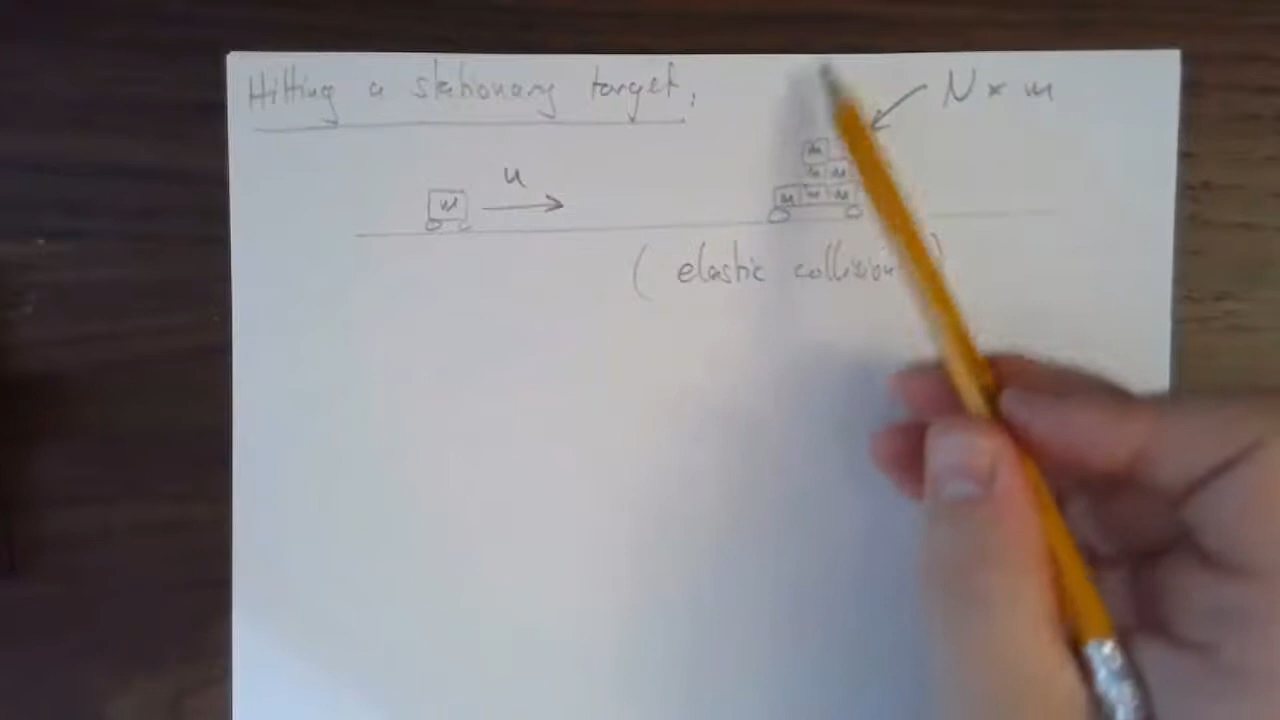 Hitting a stationary target.
N × m
u
m
m
m m
m m m
( elastic collision )